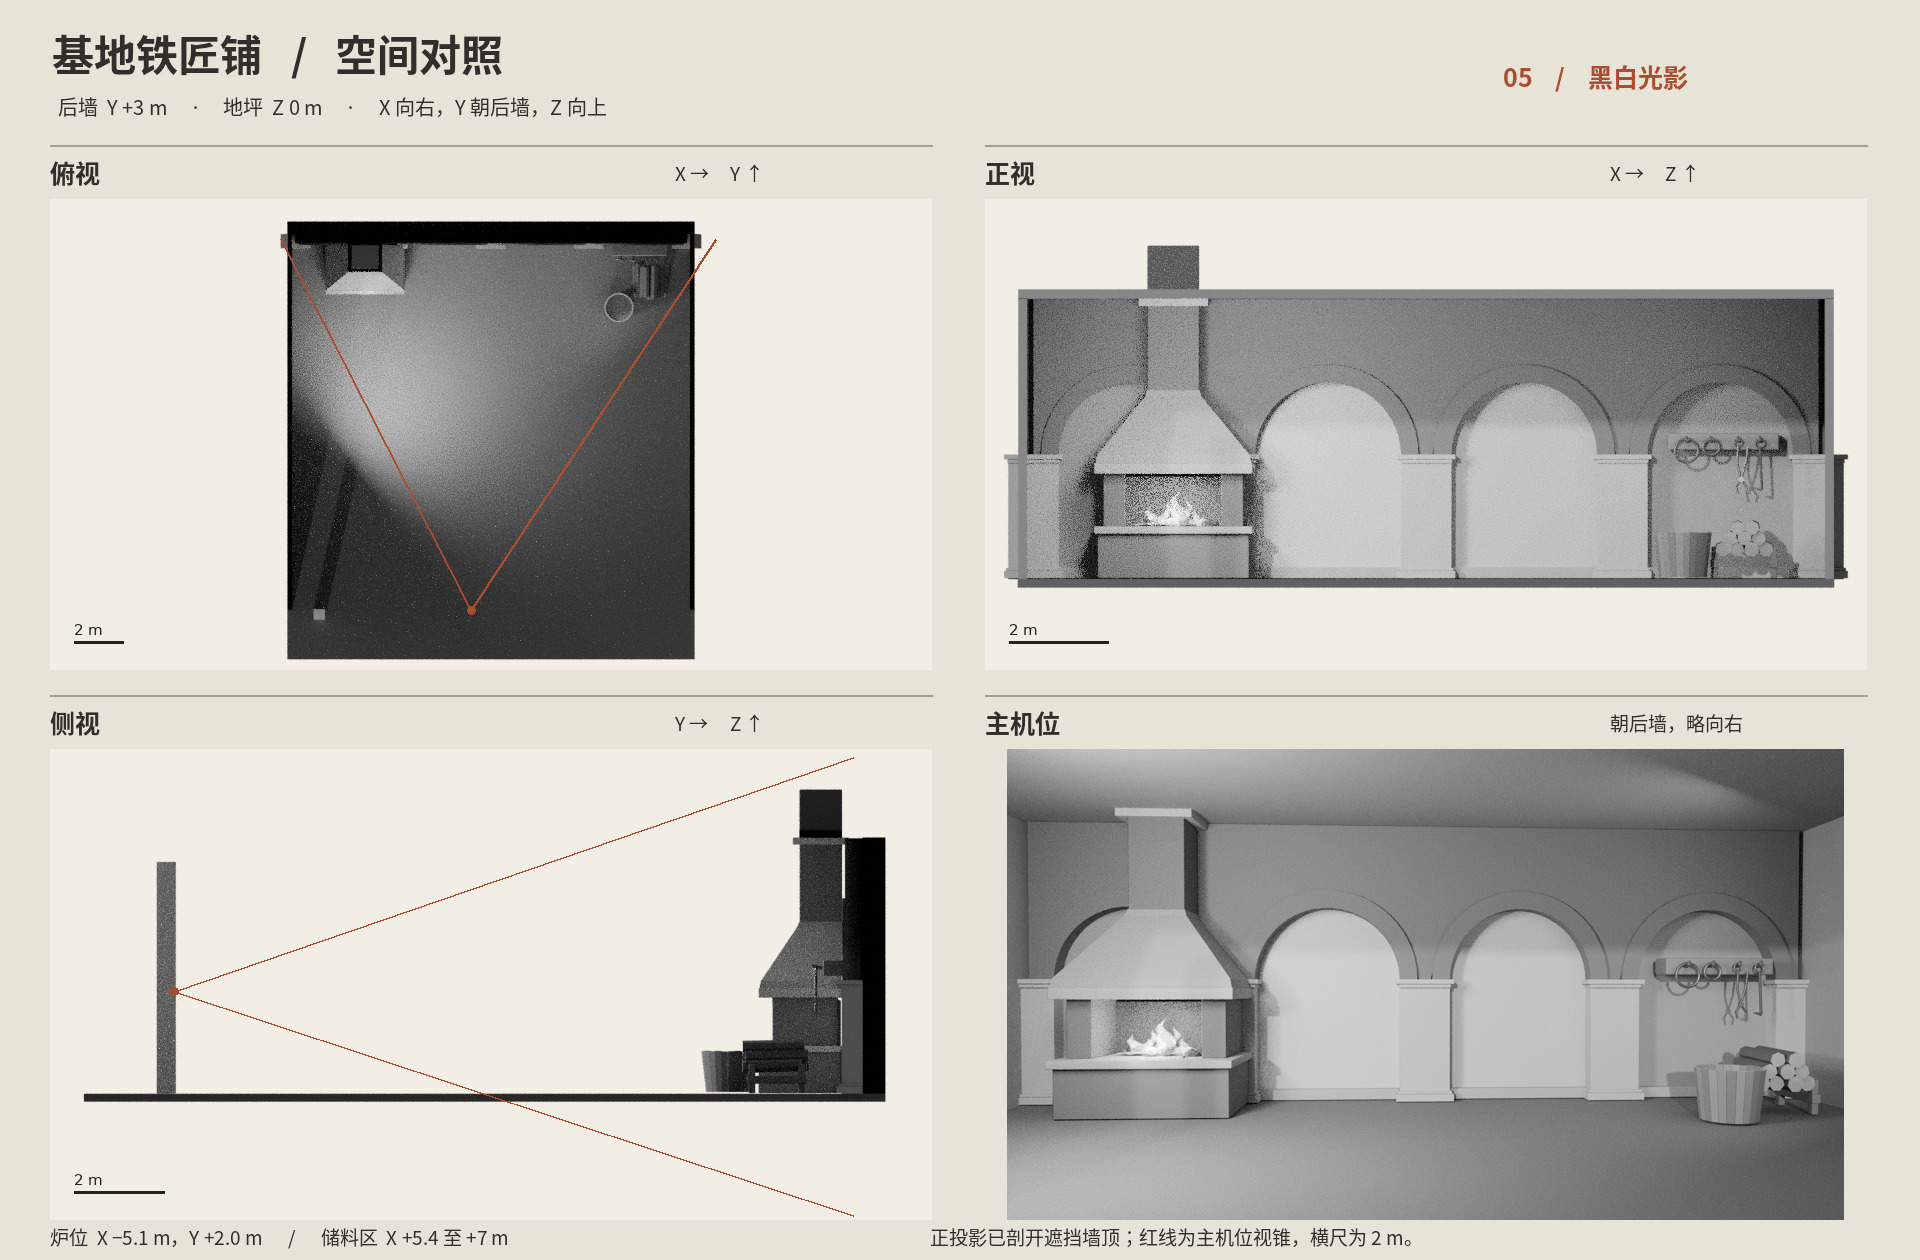 基地铁匠铺 / 空间对照
05 / 黑白光影
后墙 Y +3 m · 地坪 Z 0 m · X 向右，Y 朝后墙，Z 向上
俯视 X→ Y↑
正视 X→ Z↑
2 m
2 m
侧视 Y→ Z↑
主机位 朝后墙，略向右
2 m
炉位 X −5.1 m，Y +2.0 m / 储料区 X +5.4 至 +7 m
正投影已剖开遮挡墙顶；红线为主机位视锥，横尺为 2 m。